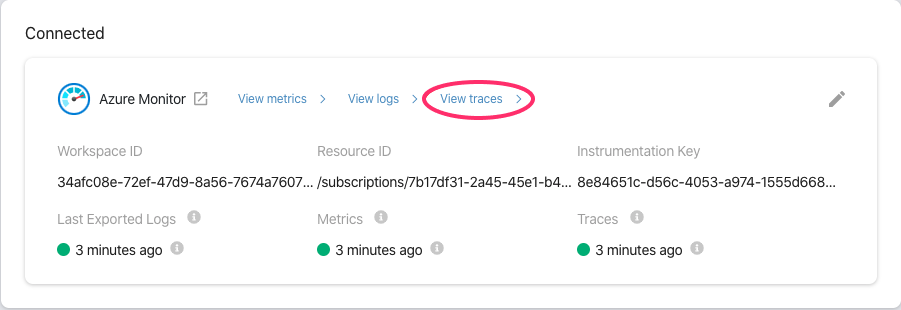 Connected
Azure Monitor View metrics View logs View traces
Workspace ID Resource ID Instrumentation Key
34afc08e-72ef-47d9-8a56-7674a7607... /subscriptions/7b17df31-2a45-45e1-b4... 8e84651c-d56c-4053-a974-1555d668...
Last Exported Logs Metrics Traces
3 minutes ago 3 minutes ago 3 minutes ago